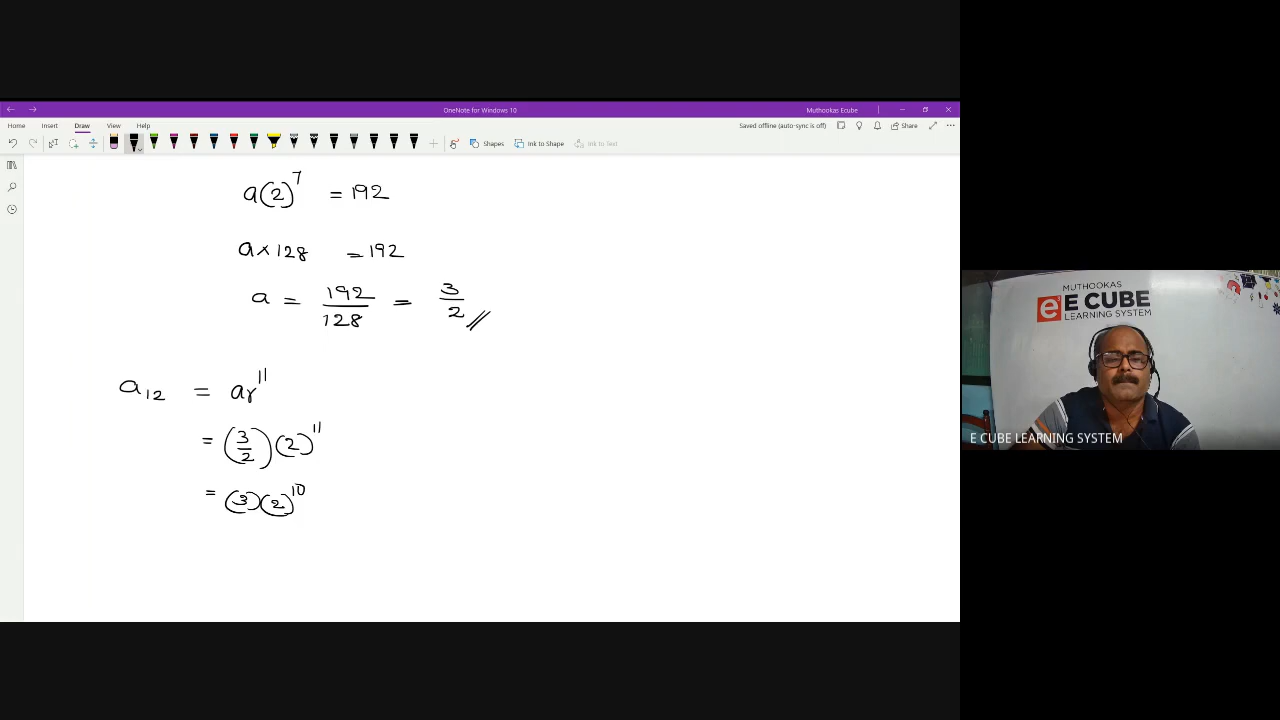 OneNote for Windows 10
Muthookas Ecube
Home Insert Draw View Help
Saved offline (auto-sync is off)
Share
Shapes
Ink to Shape
Ink to Text
a(2)^7 = 192
a × 128 = 192
a = 192/128 = 3/2 //
a_12 = ar^11
= (3/2)(2)^11
= (3)(2)^10
MUTHOOKAS
e³ E CUBE
LEARNING SYSTEM
E CUBE LEARNING SYSTEM